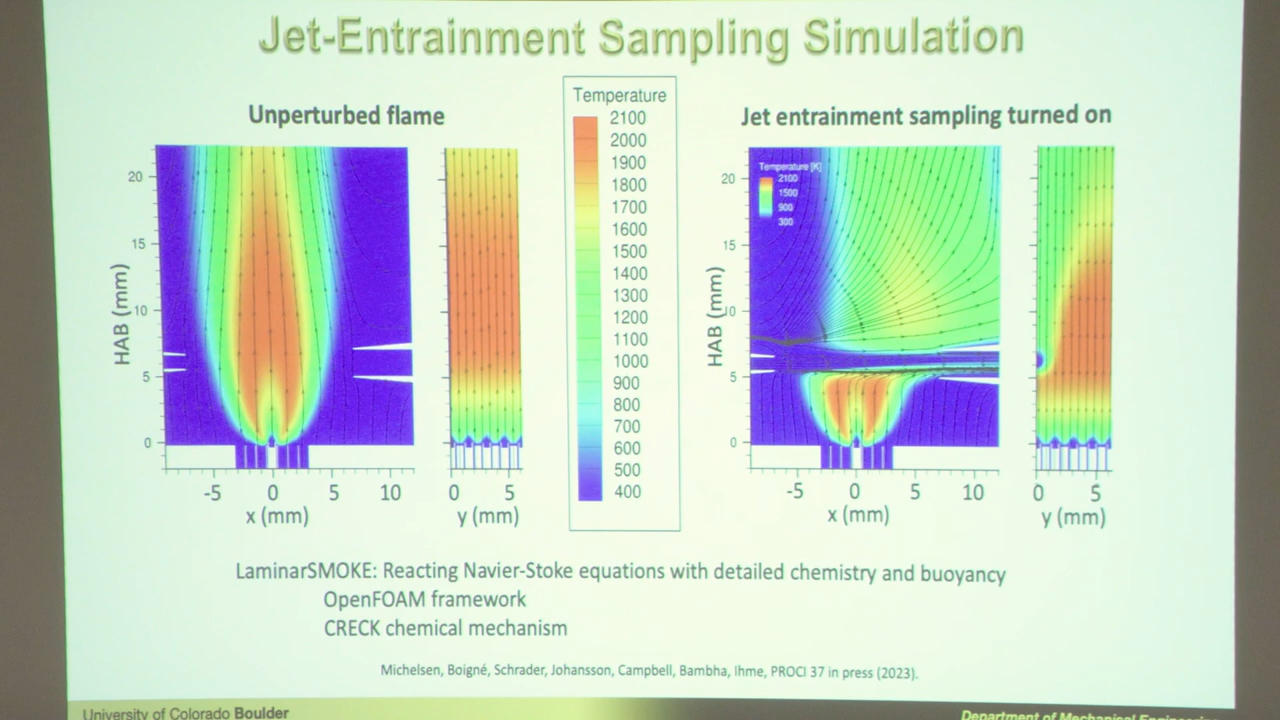 Jet-Entrainment Sampling Simulation
Unperturbed flame
Temperature
2100
2000
1900
1800
1700
1600
1500
1400
1300
1200
1100
1000
900
800
700
600
500
400
HAB (mm)
20
15
10
5
0
-5 0 5 10
x (mm)
0 5
y (mm)
Jet entrainment sampling turned on
Temperature [K]
2100
1500
900
300
HAB (mm)
20
15
10
5
0
-5 0 5 10
x (mm)
0 5
y (mm)
LaminarSMOKE: Reacting Navier-Stoke equations with detailed chemistry and buoyancy
OpenFOAM framework
CRECK chemical mechanism
Michelsen, Boigné, Schrader, Johansson, Campbell, Bambha, Ihme, PROCI 37 in press (2023).
University of Colorado Boulder
Department of Mechanical